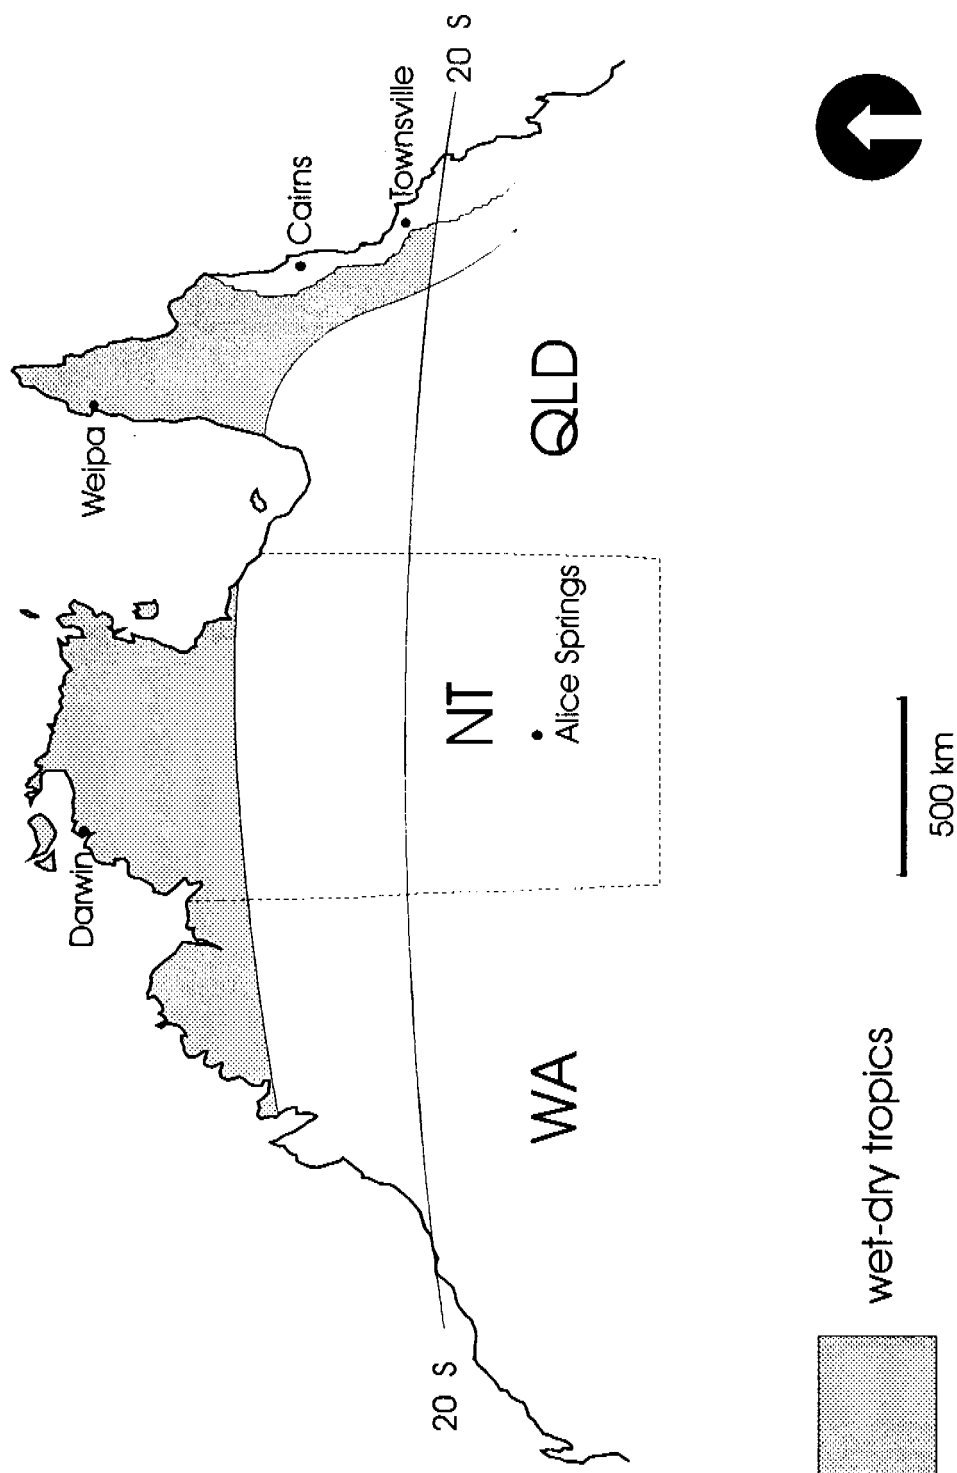 20 S
Townsville
Cairns
Weipa
QLD
Alice Springs
NT
Darwin
WA
20 S
500 km
wet-dry tropics